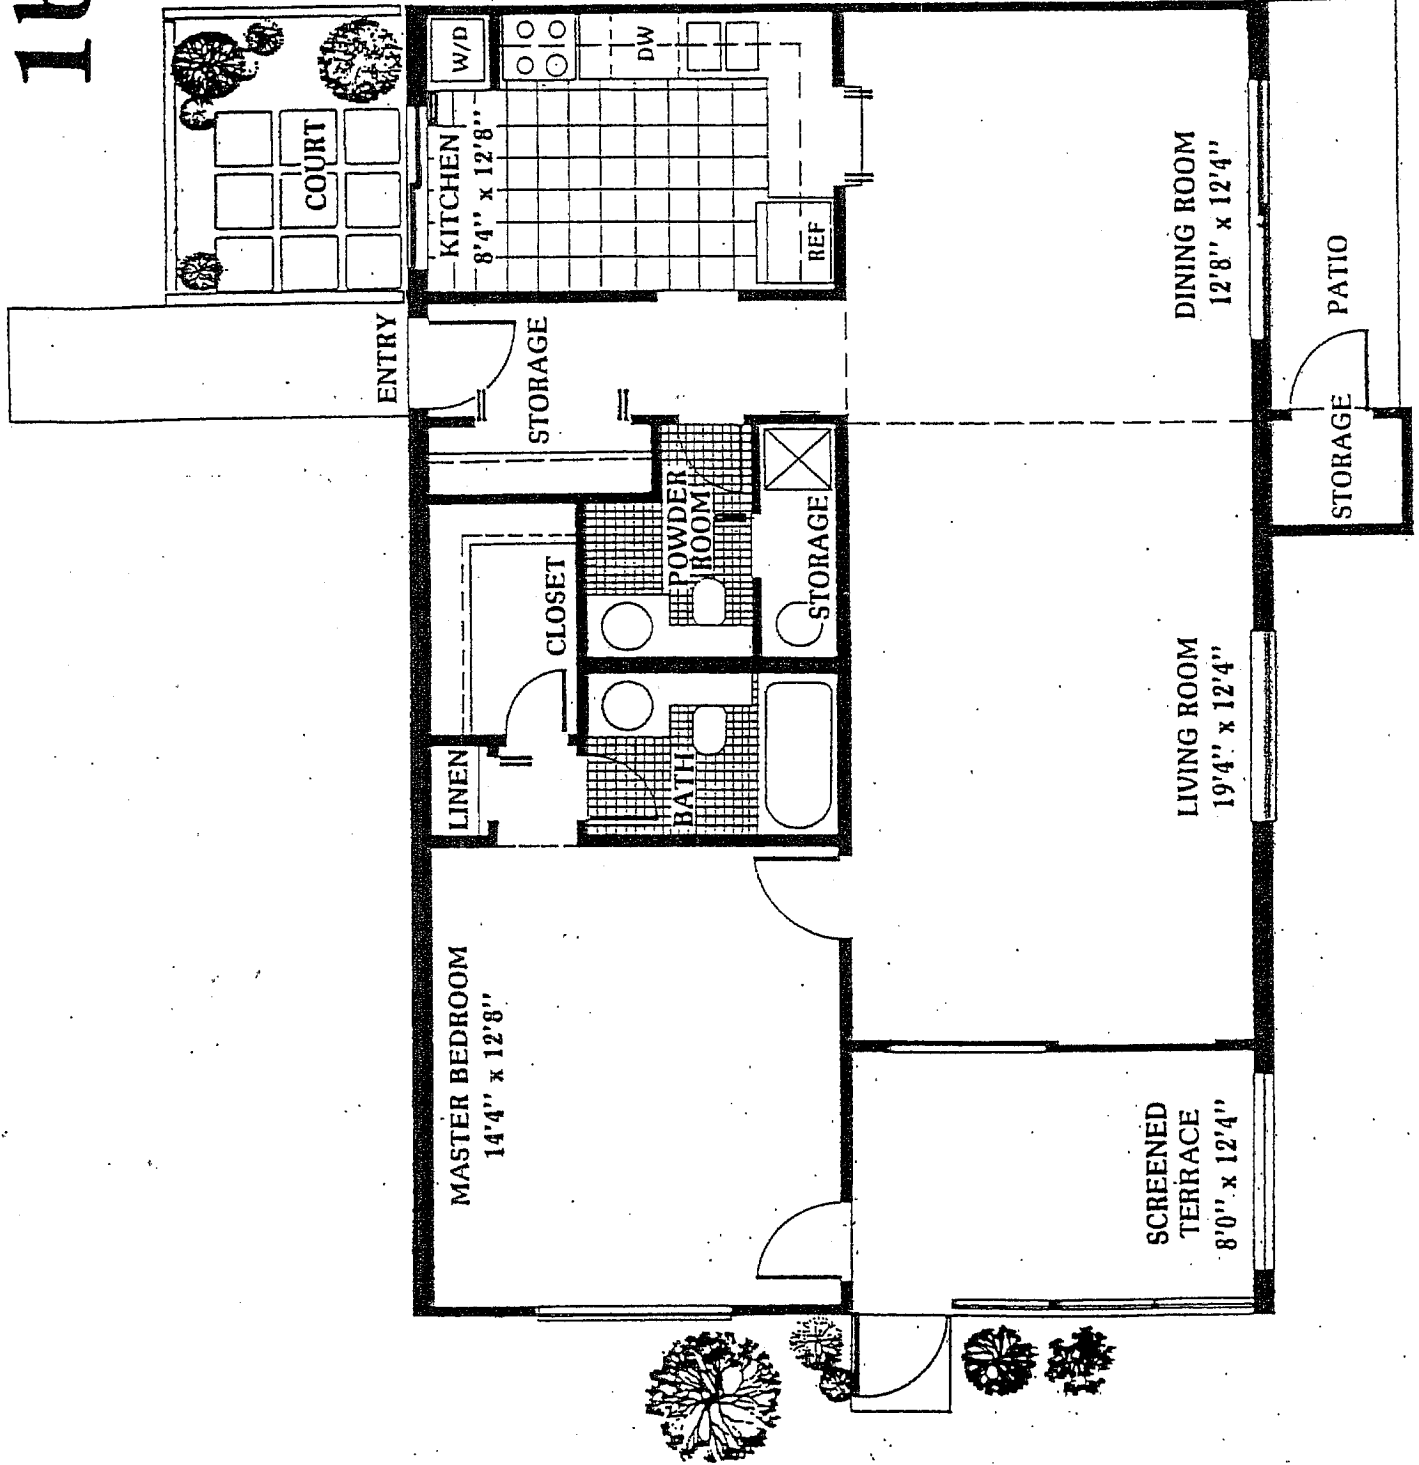 COURT
ENTRY
W/D
DW
KITCHEN
8'4" x 12'8"
REF
STORAGE
DINING ROOM
12'8" x 12'4"
PATIO
STORAGE
POWDER
ROOM
STORAGE
CLOSET
LINEN
BATH
LIVING ROOM
19'4" x 12'4"
MASTER BEDROOM
14'4" x 12'8"
SCREENED
TERRACE
8'0" x 12'4"